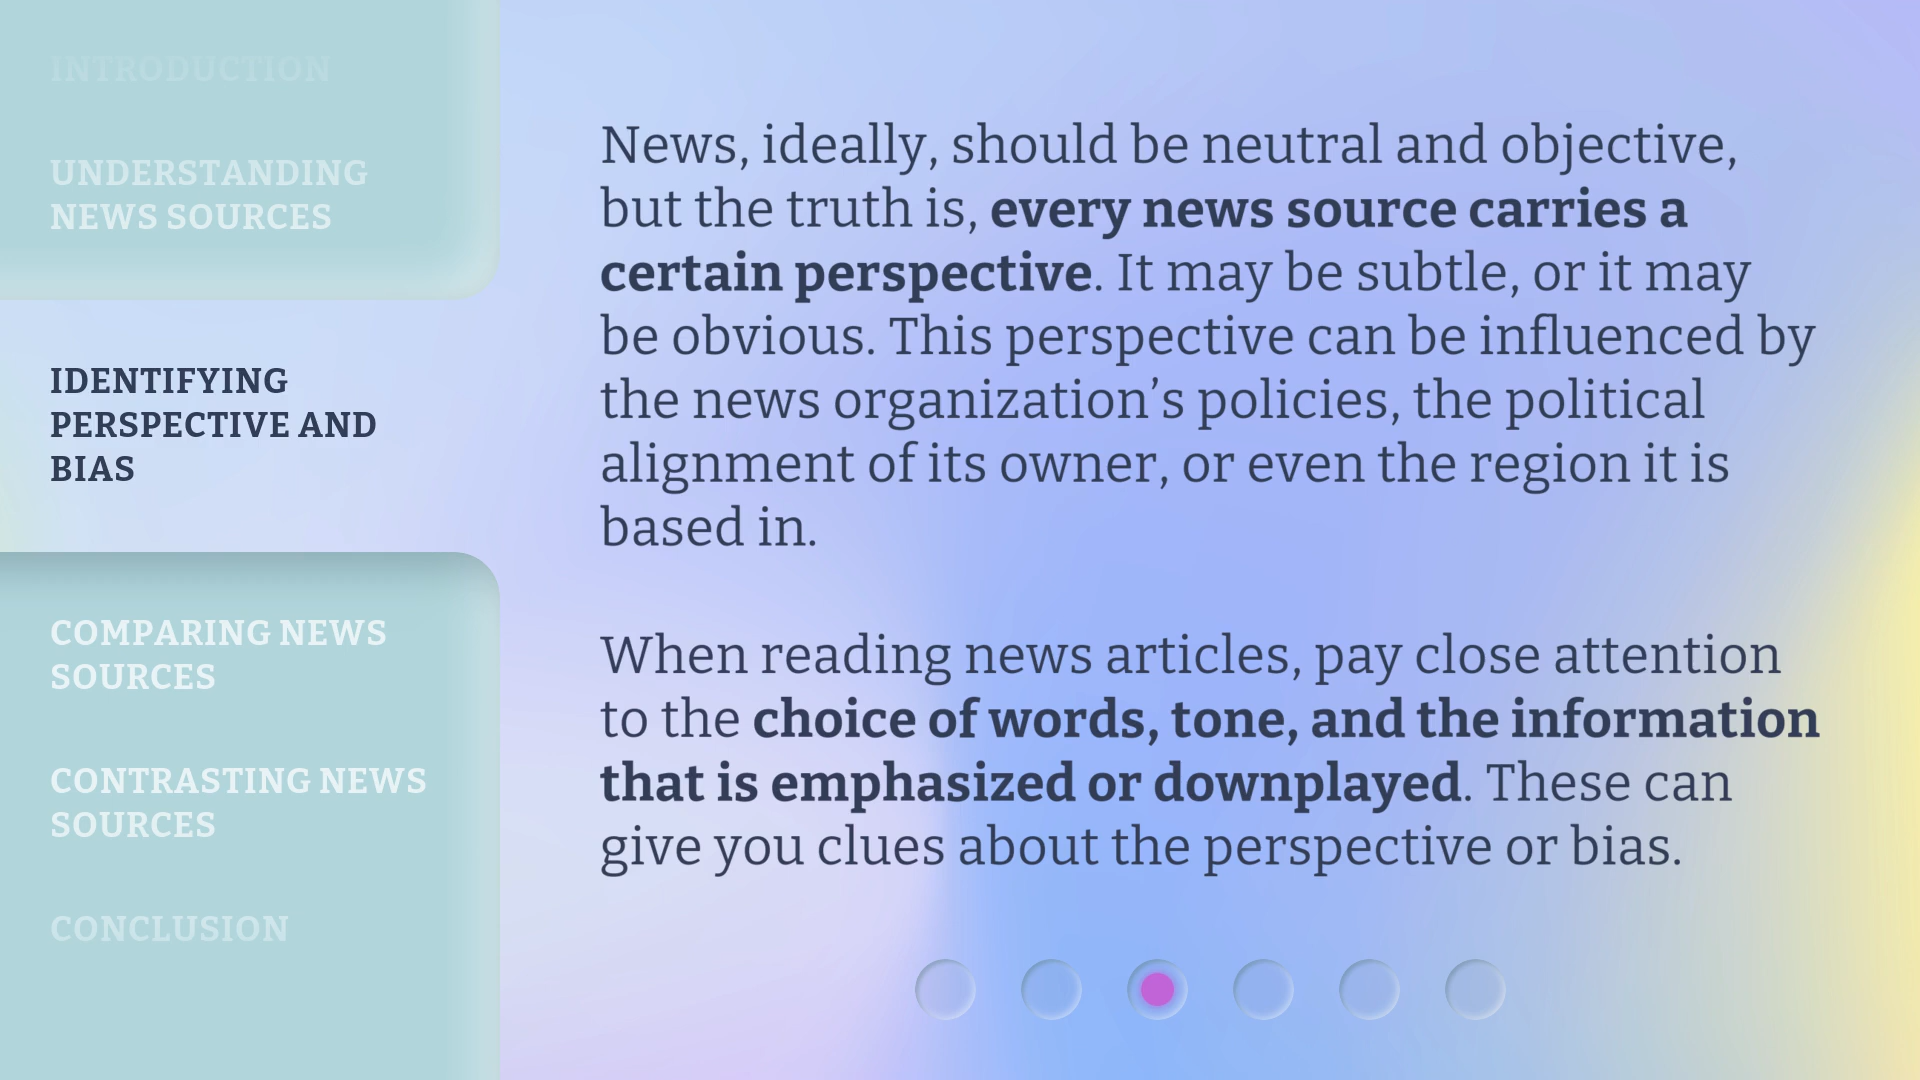 INTRODUCTION
UNDERSTANDING
NEWS SOURCES
IDENTIFYING
PERSPECTIVE AND
BIAS
COMPARING NEWS
SOURCES
CONTRASTING NEWS
SOURCES
CONCLUSION
News, ideally, should be neutral and objective,
but the truth is, every news source carries a
certain perspective. It may be subtle, or it may
be obvious. This perspective can be influenced by
the news organization’s policies, the political
alignment of its owner, or even the region it is
based in.
When reading news articles, pay close attention
to the choice of words, tone, and the information
that is emphasized or downplayed. These can
give you clues about the perspective or bias.